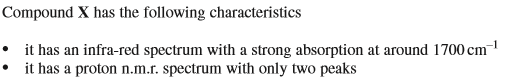 Compound X has the following characteristics
• it has an infra-red spectrum with a strong absorption at around 1700 cm⁻¹
• it has a proton n.m.r. spectrum with only two peaks